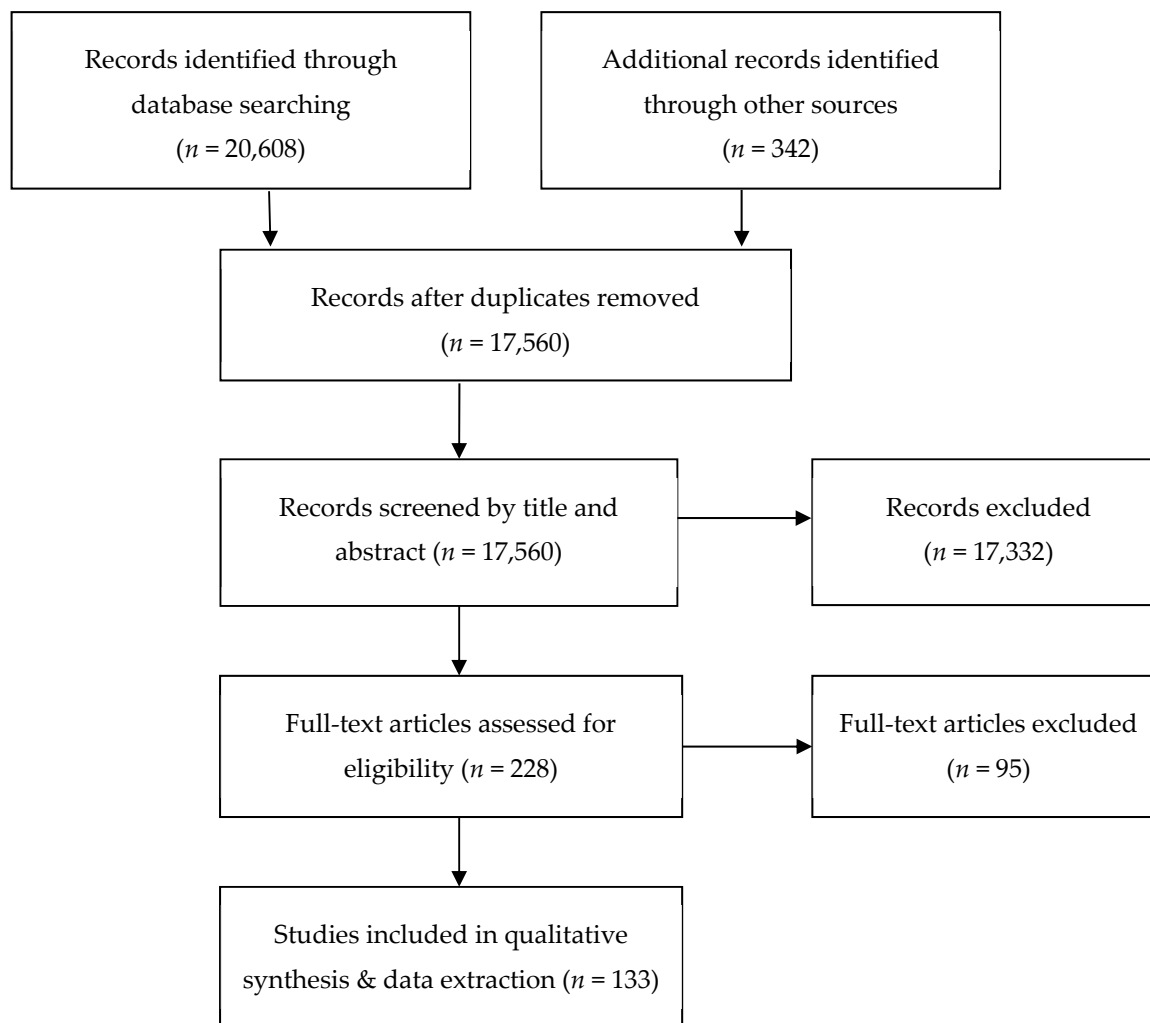 Records identified through
database searching
(n = 20,608)
Additional records identified
through other sources
(n = 342)
Records after duplicates removed
(n = 17,560)
Records screened by title and
abstract (n = 17,560)
Records excluded
(n = 17,332)
Full-text articles assessed for
eligibility (n = 228)
Full-text articles excluded
(n = 95)
Studies included in qualitative
synthesis & data extraction (n = 133)